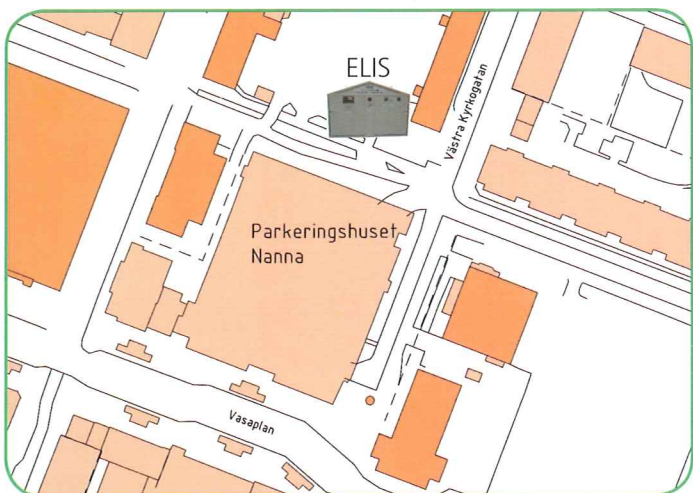 ELIS
Västra Kyrkogatan
Parkeringshuset
Nanna
Vasaplan